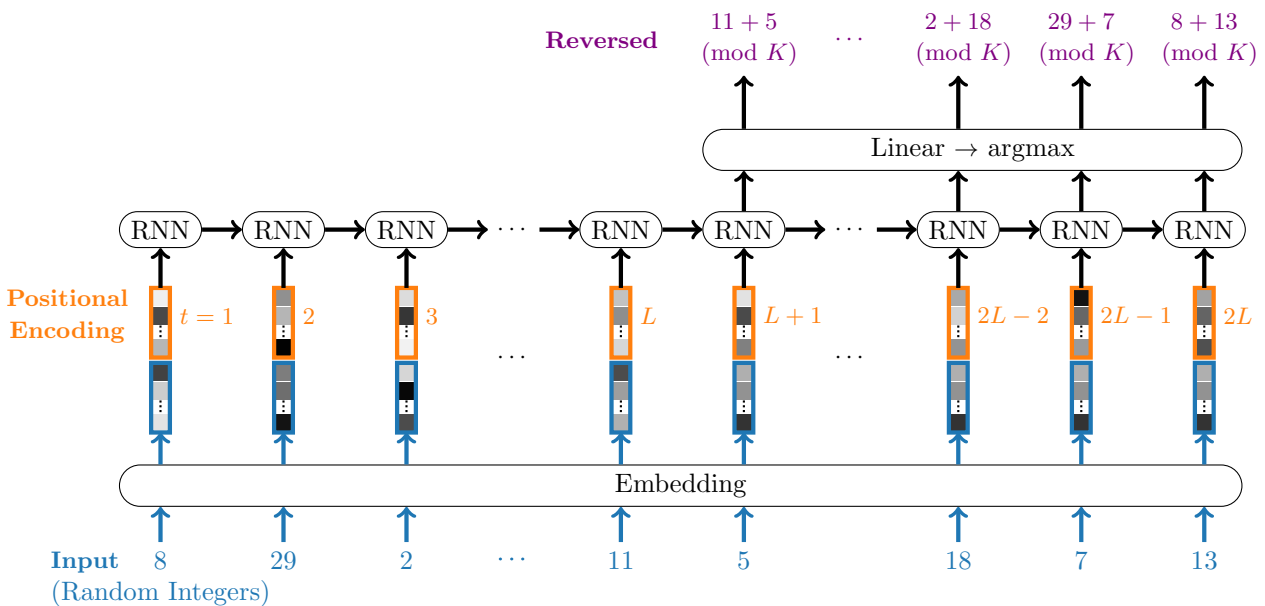 Reversed
11 + 5 (mod K)
⋯
2 + 18 (mod K)
29 + 7 (mod K)
8 + 13 (mod K)
Linear → argmax
RNN RNN RNN ⋯ RNN RNN ⋯ RNN RNN RNN
Positional
Encoding
t = 1 2 3 L L + 1 2L − 2 2L − 1 2L
⋯ ⋯
Embedding
Input 8 29 2 ⋯ 11 5 18 7 13
(Random Integers)